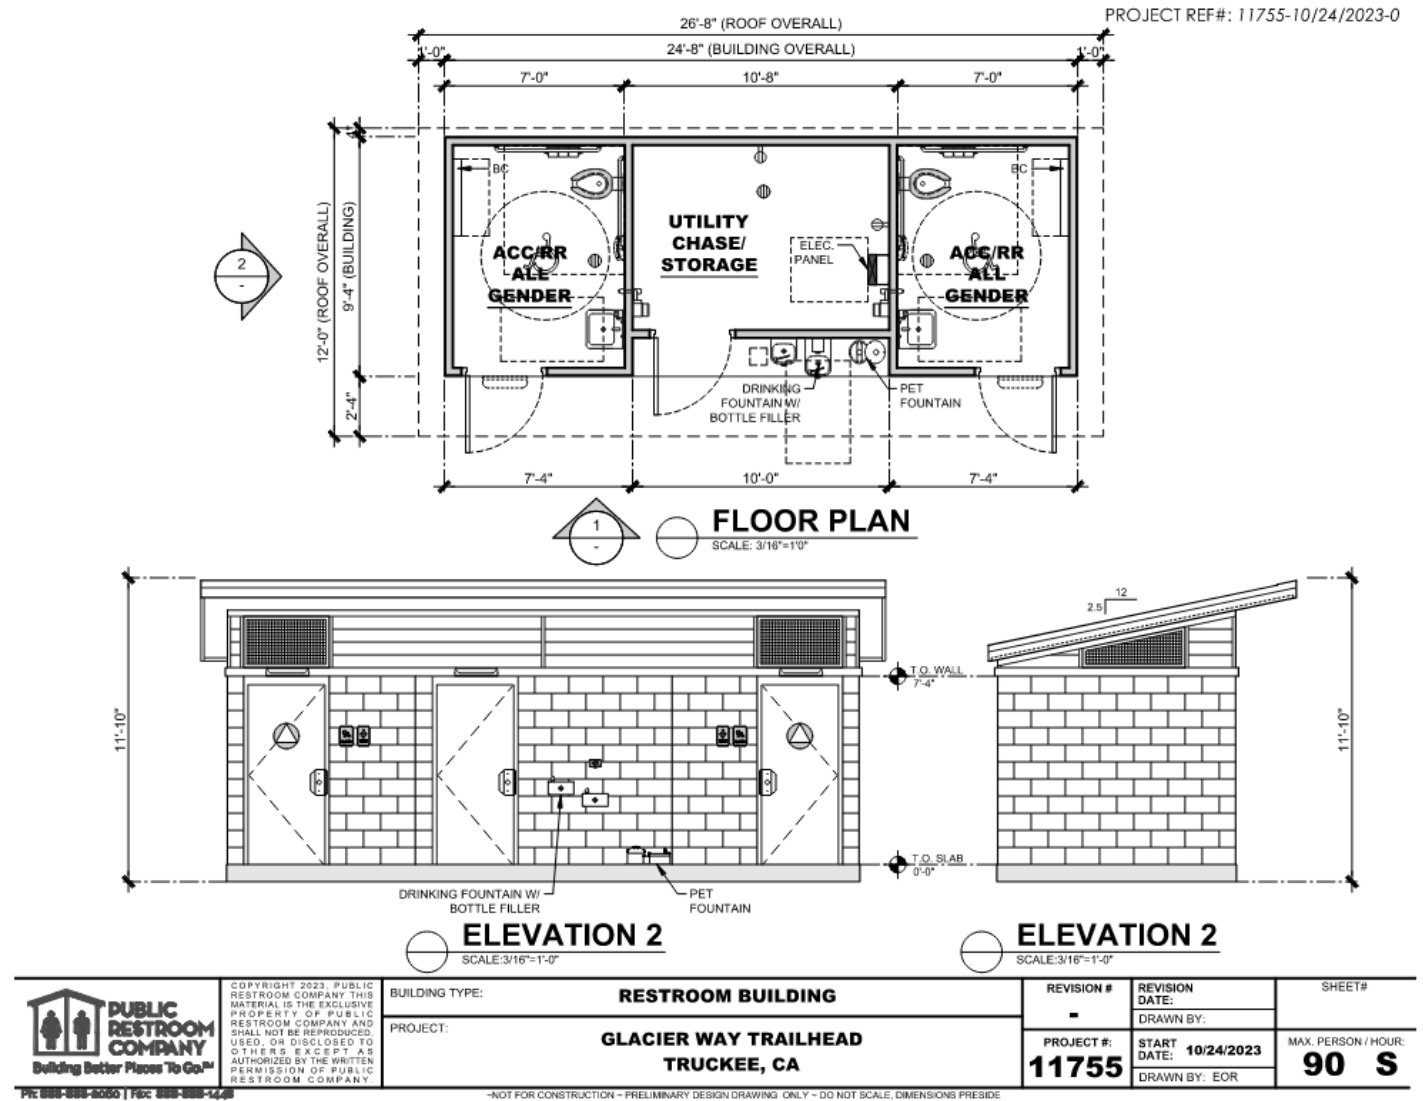 PROJECT REF#: 11755-10/24/2023-0
26'-8" (ROOF OVERALL)
1'-0" 24'-8" (BUILDING OVERALL) 1'-0"
7'-0" 10'-8" 7'-0"
12'-0" (ROOF OVERALL)
9'-4" (BUILDING)
2'-4"
2
-
BC
ACC/RR
ALL
GENDER
UTILITY
CHASE/
STORAGE
ELEC.
PANEL
BC
ACC/RR
ALL
GENDER
DRINKING
FOUNTAIN W/
BOTTLE FILLER
PET
FOUNTAIN
7'-4" 10'-0" 7'-4"
1
-
FLOOR PLAN
SCALE: 3/16"=1'0"
11'-10"
12
2.5
T.O. WALL
7'-4"
11'-10"
T.O. SLAB
0'-0"
DRINKING FOUNTAIN W/
BOTTLE FILLER
PET
FOUNTAIN
ELEVATION 2
SCALE:3/16"=1'-0"
ELEVATION 2
SCALE:3/16"=1'-0"
PUBLIC
RESTROOM
COMPANY
Building Better Places To Go.℠
COPYRIGHT 2023, PUBLIC
RESTROOM COMPANY THIS
MATERIAL IS THE EXCLUSIVE
PROPERTY OF PUBLIC
RESTROOM COMPANY AND
SHALL NOT BE REPRODUCED,
USED, OR DISCLOSED TO
OTHERS EXCEPT AS
AUTHORIZED BY THE WRITTEN
PERMISSION OF PUBLIC
RESTROOM COMPANY.
BUILDING TYPE:
RESTROOM BUILDING
PROJECT:
GLACIER WAY TRAILHEAD
TRUCKEE, CA
REVISION #
-
PROJECT #:
11755
REVISION
DATE:
DRAWN BY:
START
DATE: 10/24/2023
DRAWN BY: EOR
SHEET#
MAX. PERSON / HOUR:
90 S
Ph: 888-888-2060 | Fax: 888-888-1448
~NOT FOR CONSTRUCTION ~ PRELIMINARY DESIGN DRAWING ONLY ~ DO NOT SCALE, DIMENSIONS PRESIDE